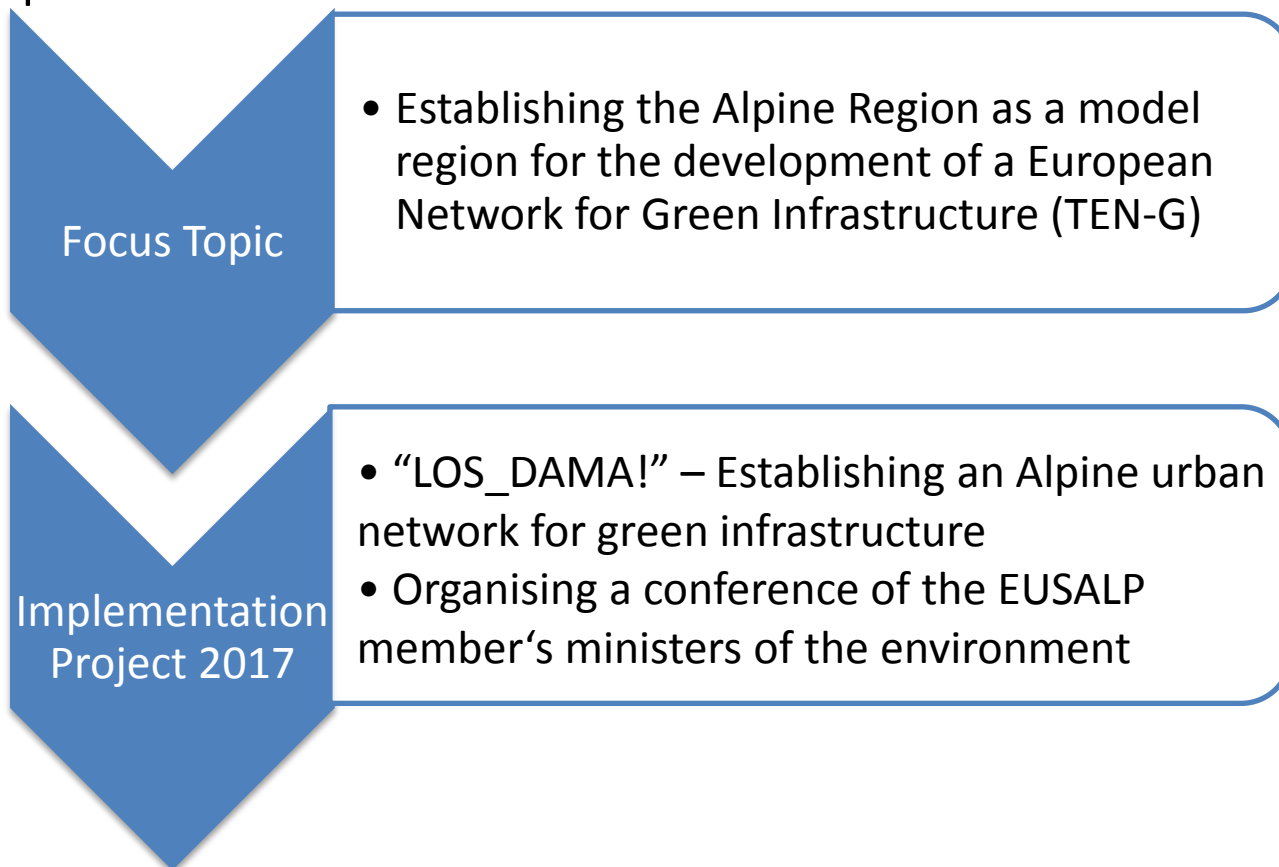 Focus Topic
• Establishing the Alpine Region as a model
region for the development of a European
Network for Green Infrastructure (TEN-G)
Implementation
Project 2017
• “LOS_DAMA!” – Establishing an Alpine urban
network for green infrastructure
• Organising a conference of the EUSALP
member‘s ministers of the environment